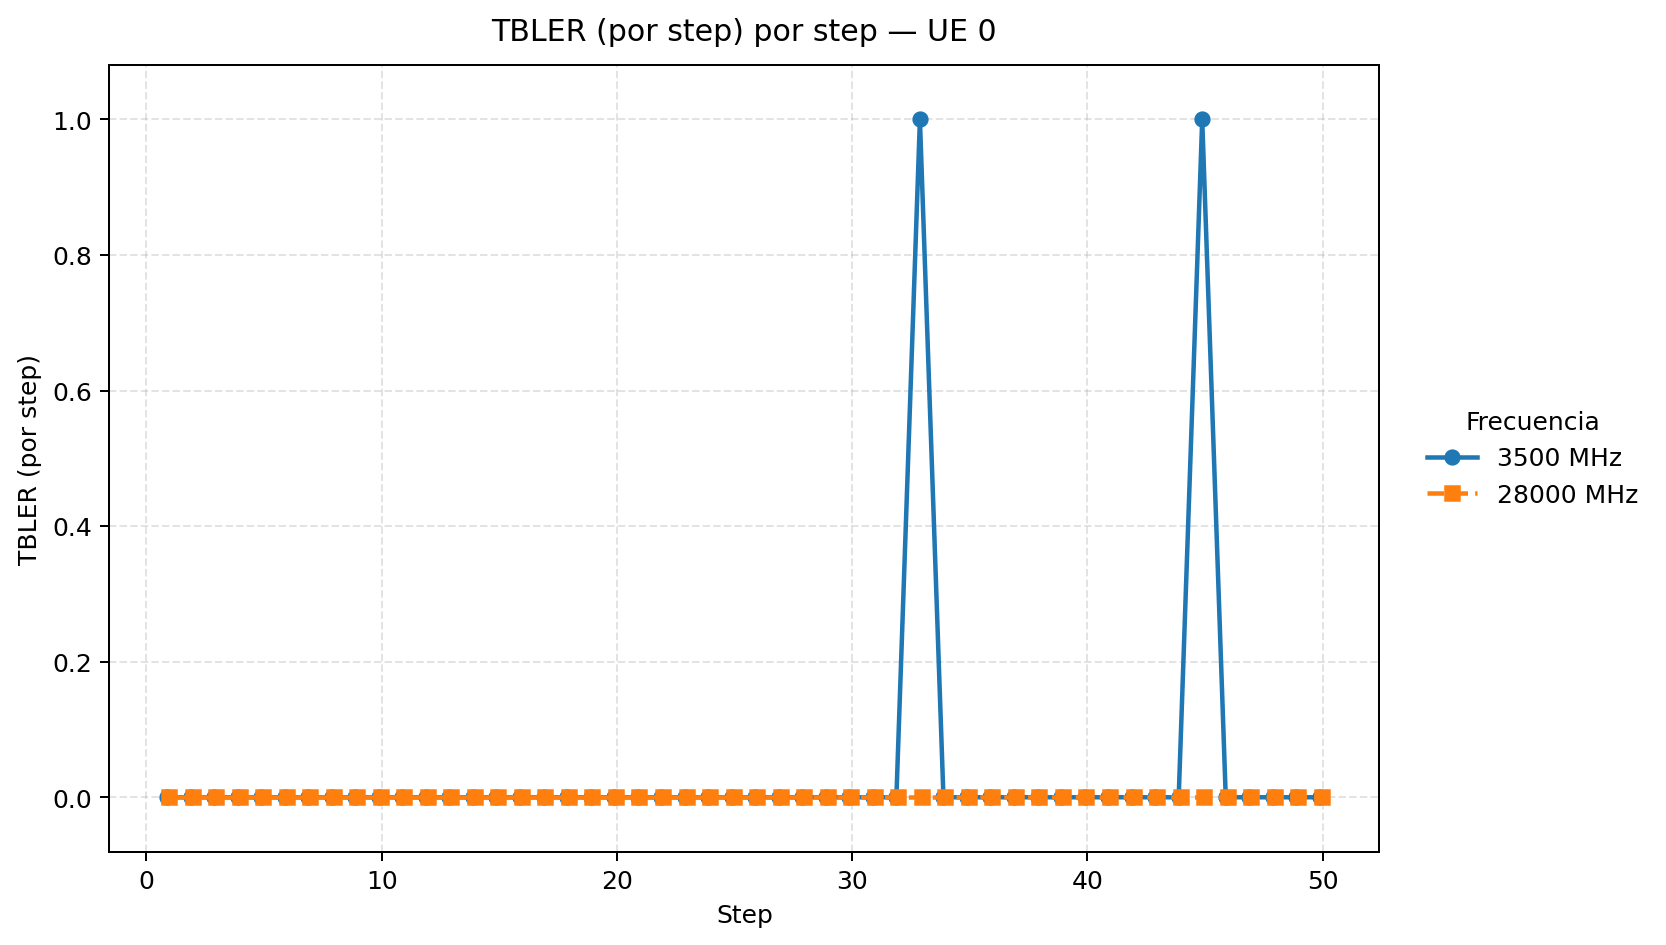 TBLER (por step) por step — UE 0
TBLER (por step)
1.0
0.8
0.6
0.4
0.2
0.0
0 10 20 30 40 50
Step
Frecuencia
3500 MHz
28000 MHz